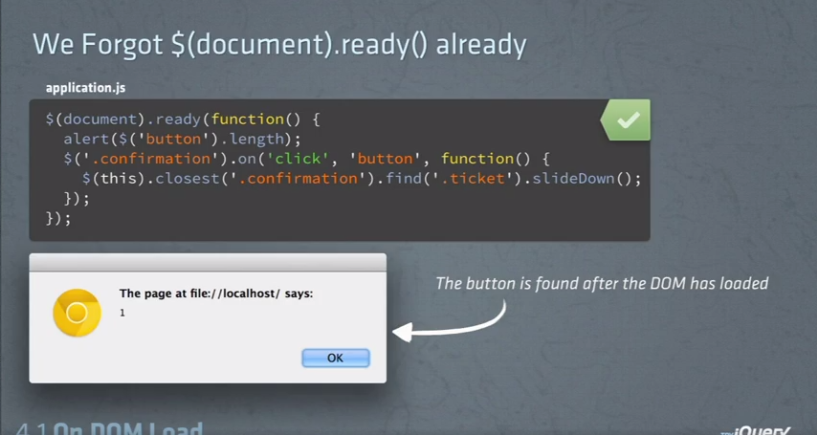 We Forgot $(document).ready() already
application.js
$(document).ready(function() {
alert($('button').length);
$('.confirmation').on('click', 'button', function() {
$(this).closest('.confirmation').find('.ticket').slideDown();
});
});
The page at file://localhost/ says:
1
OK
The button is found after the DOM has loaded
4.1 On DOM Load
jQuery